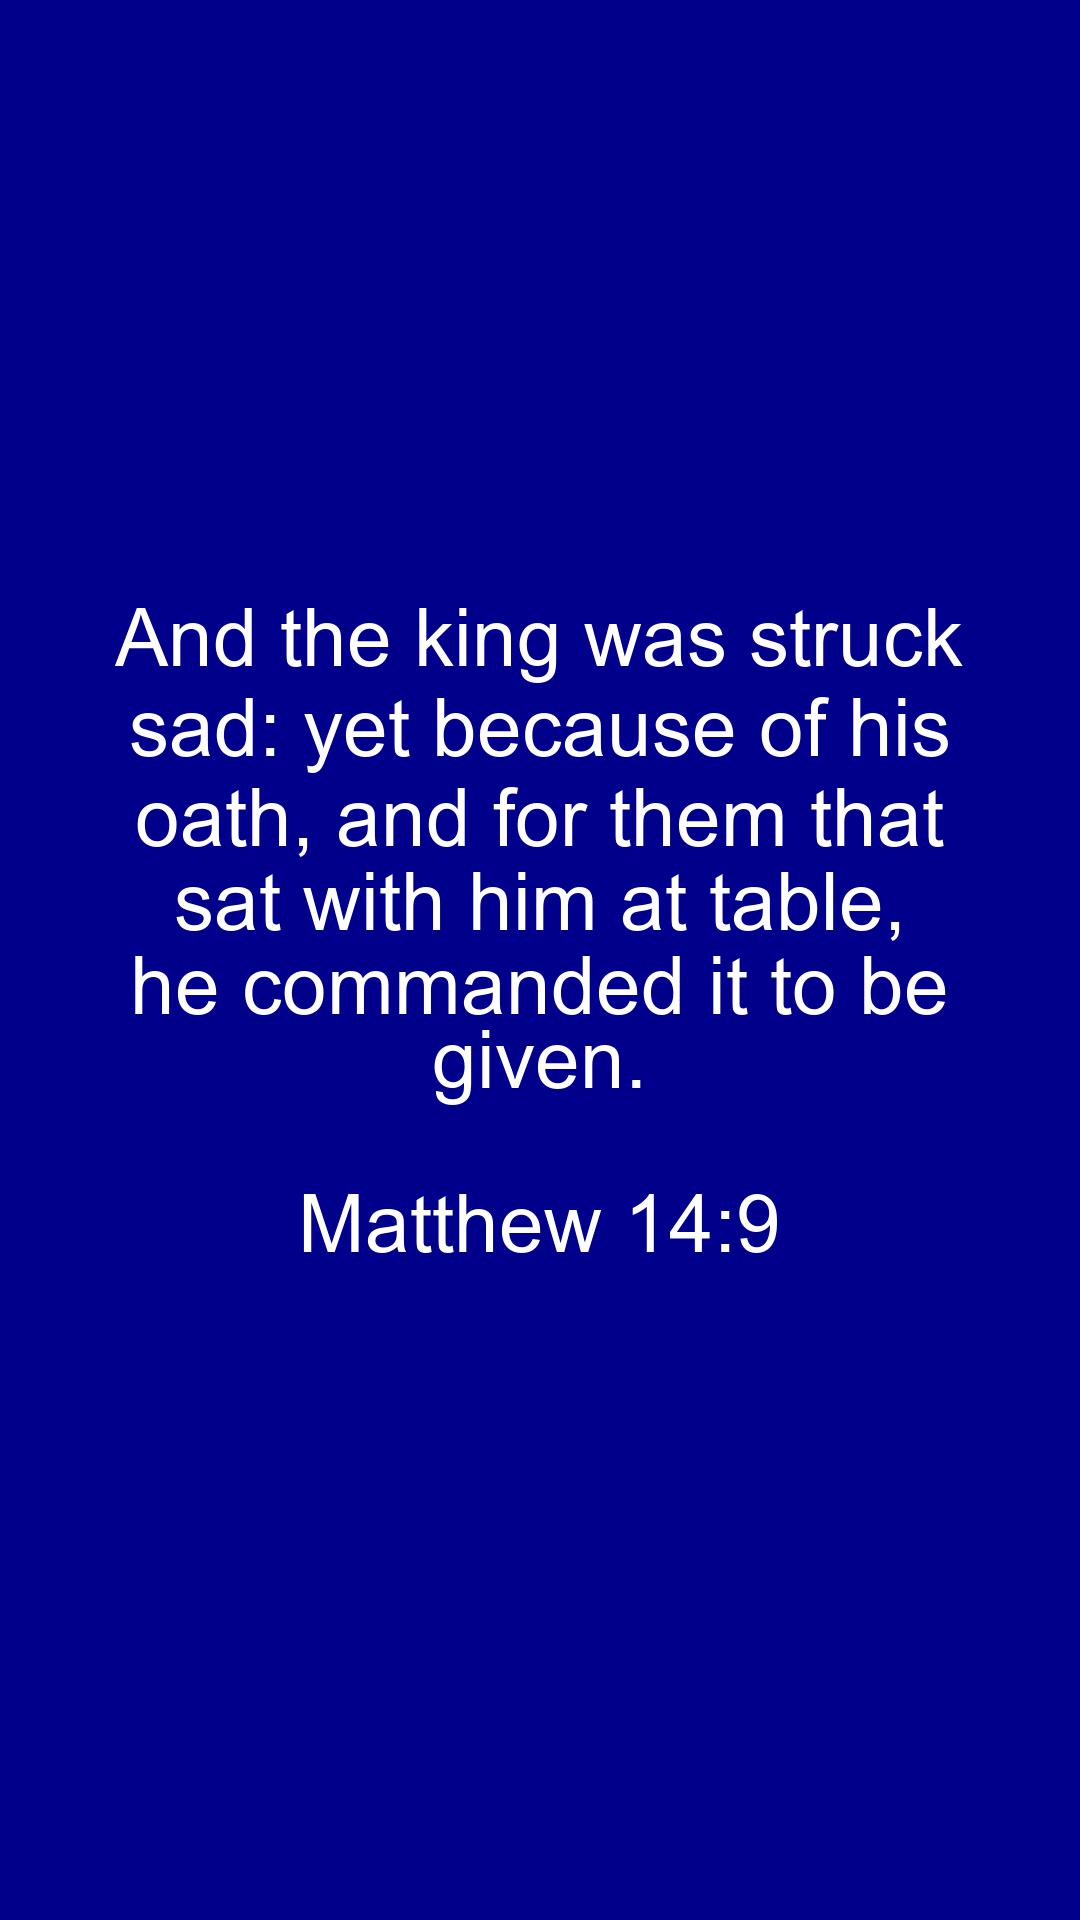 And the king was struck
sad: yet because of his
oath, and for them that
sat with him at table,
he commanded it to be
given.
Matthew 14:9